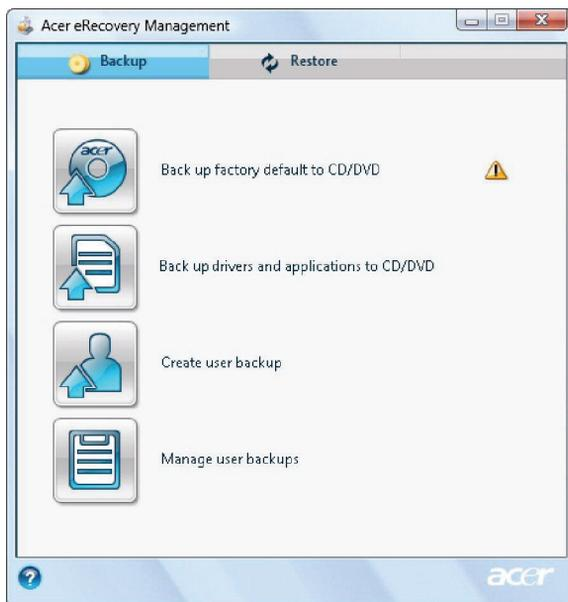 Acer eRecovery Management
Backup
Restore
acer
Back up factory default to CD/DVD
Back up drivers and applications to CD/DVD
Create user backup
Manage user backups
?
acer